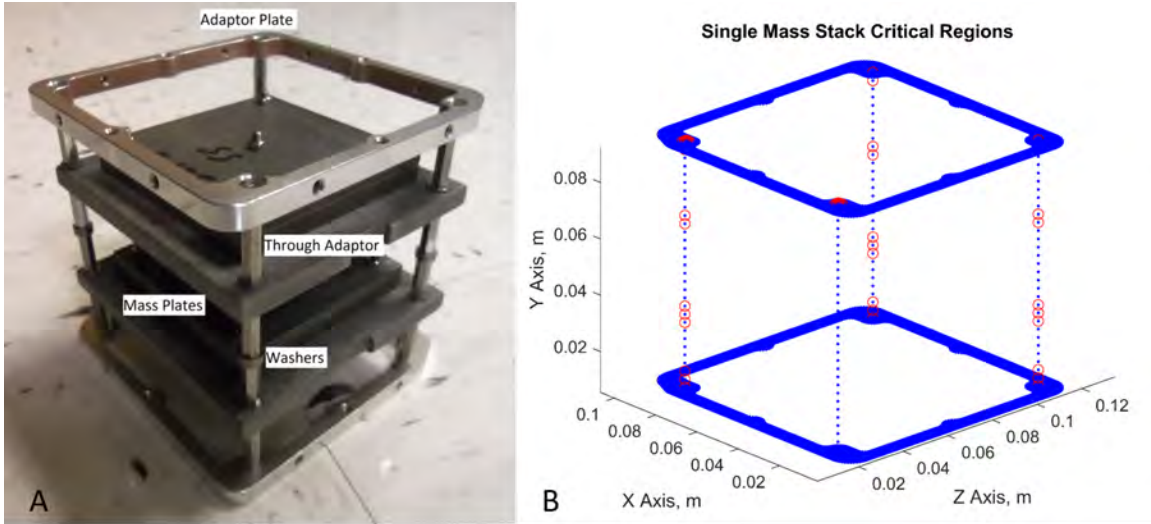 Adaptor Plate
Through Adaptor
Mass Plates
Washers
A
Single Mass Stack Critical Regions
0.08
0.06
0.04
0.02
Y Axis, m
0.1
0.08
0.06
0.04
0.02
X Axis, m
0.02
0.04
0.06
0.08
0.1
0.12
Z Axis, m
B